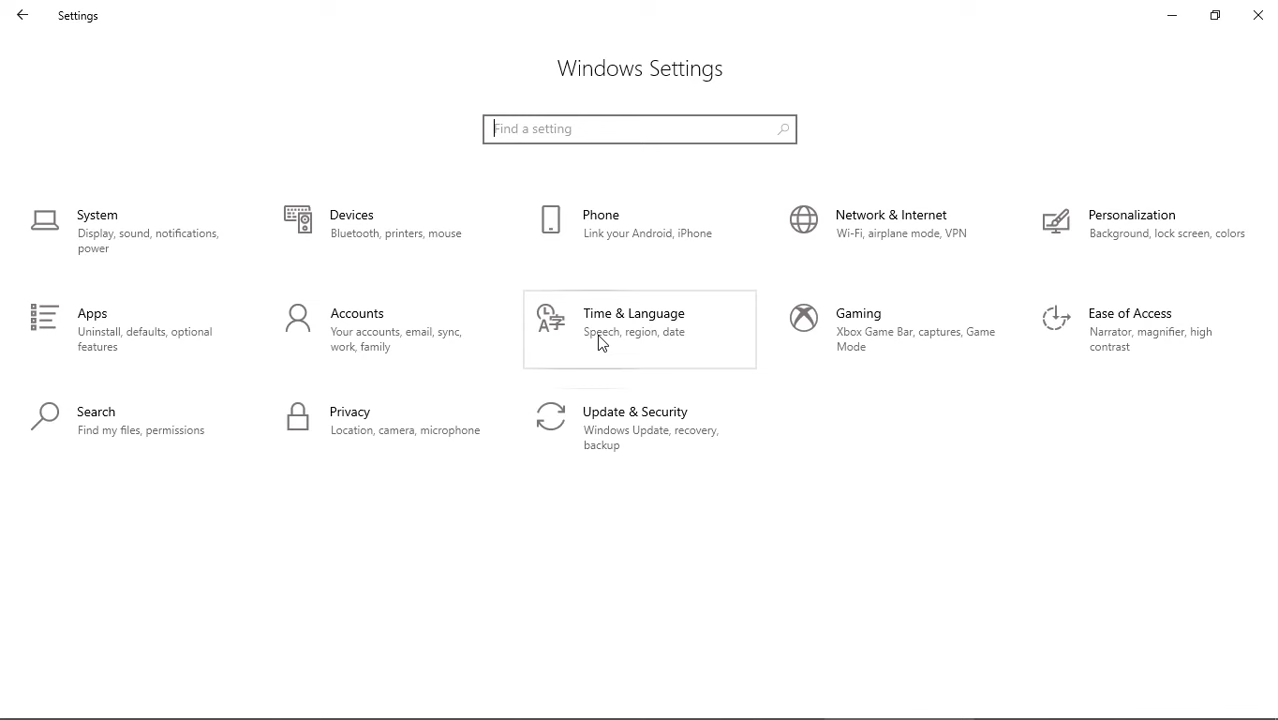 Settings
Windows Settings
Find a setting
System
Display, sound, notifications,
power
Devices
Bluetooth, printers, mouse
Phone
Link your Android, iPhone
Network & Internet
Wi-Fi, airplane mode, VPN
Personalization
Background, lock screen, colors
Apps
Uninstall, defaults, optional
features
Accounts
Your accounts, email, sync,
work, family
Time & Language
Speech, region, date
Gaming
Xbox Game Bar, captures, Game
Mode
Ease of Access
Narrator, magnifier, high
contrast
Search
Find my files, permissions
Privacy
Location, camera, microphone
Update & Security
Windows Update, recovery,
backup